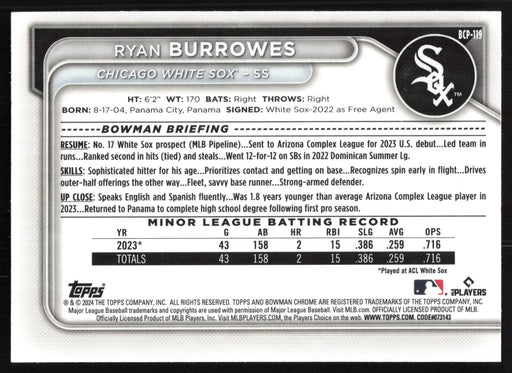 BCP-119
RYAN BURROWES
CHICAGO WHITE SOX™ – SS
Sox
HT: 6'2" WT: 170 BATS: Right THROWS: Right
BORN: 8-17-04, Panama City, Panama SIGNED: White Sox-2022 as Free Agent
BOWMAN BRIEFING
RESUME: No. 17 White Sox prospect (MLB Pipeline)...Sent to Arizona Complex League for 2023 U.S. debut...Led team in
runs...Ranked second in hits (tied) and steals...Went 12-for-12 on SBs in 2022 Dominican Summer Lg.
SKILLS: Sophisticated hitter for his age...Prioritizes contact and getting on base...Recognizes spin early in flight...Drives
outer-half offerings the other way...Fleet, savvy base runner...Strong-armed defender.
UP CLOSE: Speaks English and Spanish fluently...Was 1.8 years younger than average Arizona Complex League player
in 2023...Returned to Panama to complete high school degree following first pro season.
MINOR LEAGUE BATTING RECORD
YR G AB HR RBI SLG AVG OPS
2023* 43 158 2 15 .386 .259 .716
TOTALS 43 158 2 15 .386 .259 .716
*Played at ACL White Sox
Topps
MLB PLAYERS
® & © 2024 THE TOPPS COMPANY, INC. ALL RIGHTS RESERVED. TOPPS AND BOWMAN CHROME ARE REGISTERED TRADEMARKS OF THE TOPPS COMPANY, INC.
Major League Baseball trademarks and copyrights are used with permission of Major League Baseball. Visit MLB.com. OFFICIALLY LICENSED PRODUCT OF MLB
Officially Licensed Product of MLB Players, Inc. Visit MLBPLAYERS.com, the Players Choice on the web. WWW.TOPPS.COM. CODE#073143